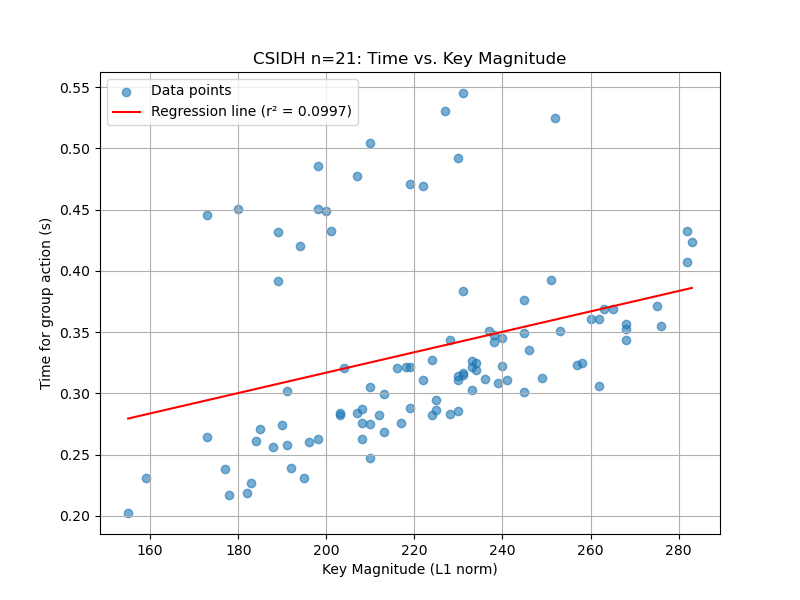 CSIDH n=21: Time vs. Key Magnitude
Data points
Regression line (r² = 0.0997)
Time for group action (s)
0.55
0.50
0.45
0.40
0.35
0.30
0.25
0.20
160 180 200 220 240 260 280
Key Magnitude (L1 norm)